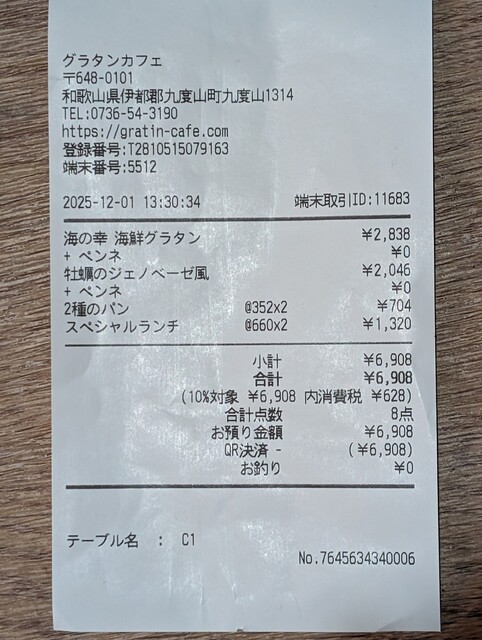 グラタンカフェ
〒648-0101
和歌山県伊都郡九度山町九度山1314
TEL:0736-54-3190
https://gratin-cafe.com
登録番号:T2810515079163
端末番号:5512
2025-12-01 13:30:34 端末取引ID:11683
海の幸 海鮮グラタン ¥2,838
+ ペンネ ¥0
牡蠣のジェノベーゼ風 ¥2,046
+ ペンネ ¥0
2種のパン @352x2 ¥704
スペシャルランチ @660x2 ¥1,320
小計 ¥6,908
合計 ¥6,908
(10%対象 ¥6,908 内消費税 ¥628)
合計点数 8点
お預り金額 ¥6,908
QR決済 - (¥6,908)
お釣り ¥0
テーブル名 : C1
No.7645634340006